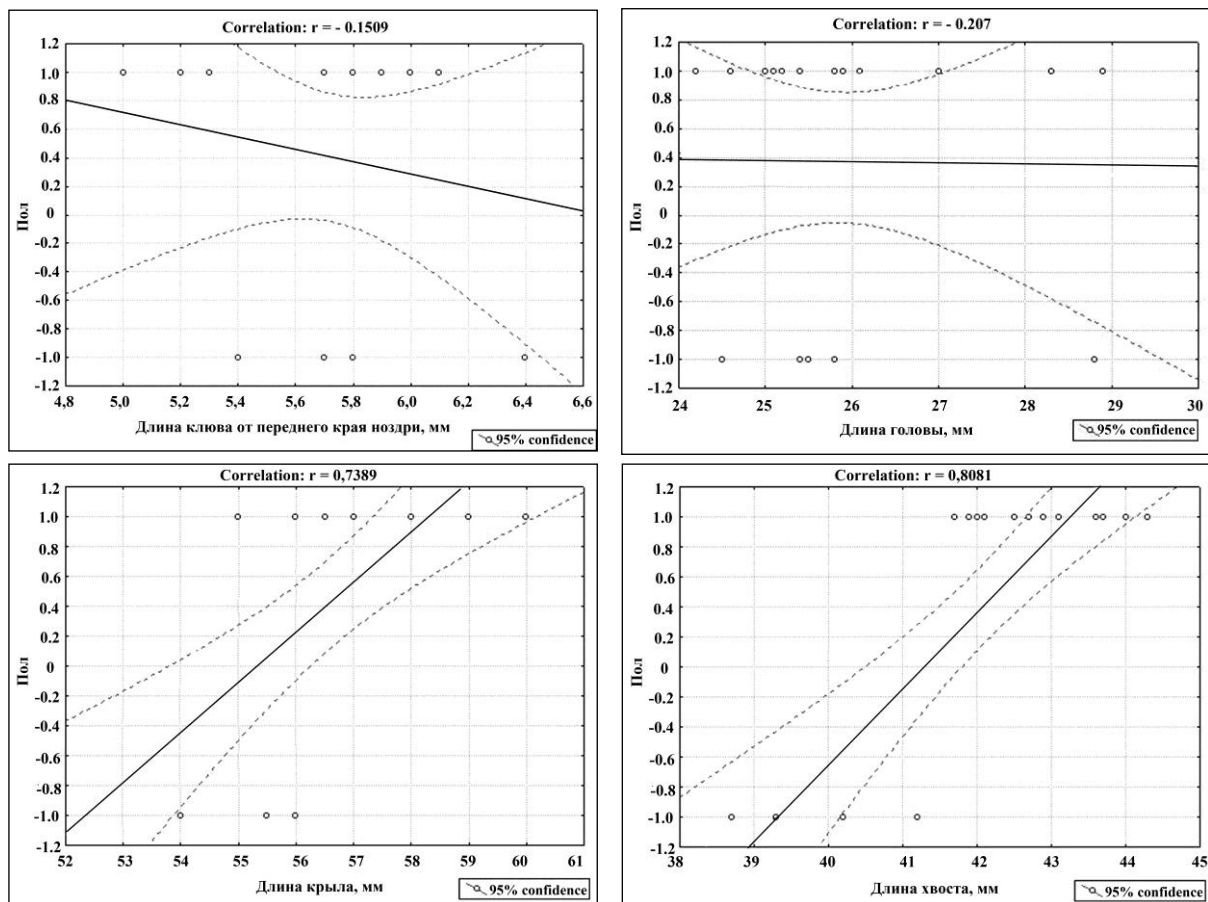 Correlation: r = - 0.1509
1.2
1.0
0.8
0.6
0.4
0.2
0
-0.2
-0.4
-0.6
-0.8
-1.0
-1.2
Пол
4,8 5,0 5,2 5,4 5,6 5,8 6,0 6,2 6,4 6,6
Длина клюва от переднего края ноздри, мм
95% confidence
Correlation: r = - 0.207
1.2
1.0
0.8
0.6
0.4
0.2
0
-0.2
-0.4
-0.6
-0.8
-1.0
-1.2
Пол
24 25 26 27 28 29 30
Длина головы, мм
95% confidence
Correlation: r = 0,7389
1.2
1.0
0.8
0.6
0.4
0.2
0
-0.2
-0.4
-0.6
-0.8
-1.0
-1.2
Пол
52 53 54 55 56 57 58 59 60 61
Длина крыла, мм
95% confidence
Correlation: r = 0,8081
1.2
1.0
0.8
0.6
0.4
0.2
0
-0.2
-0.4
-0.6
-0.8
-1.0
-1.2
Пол
38 39 40 41 42 43 44 45
Длина хвоста, мм
95% confidence